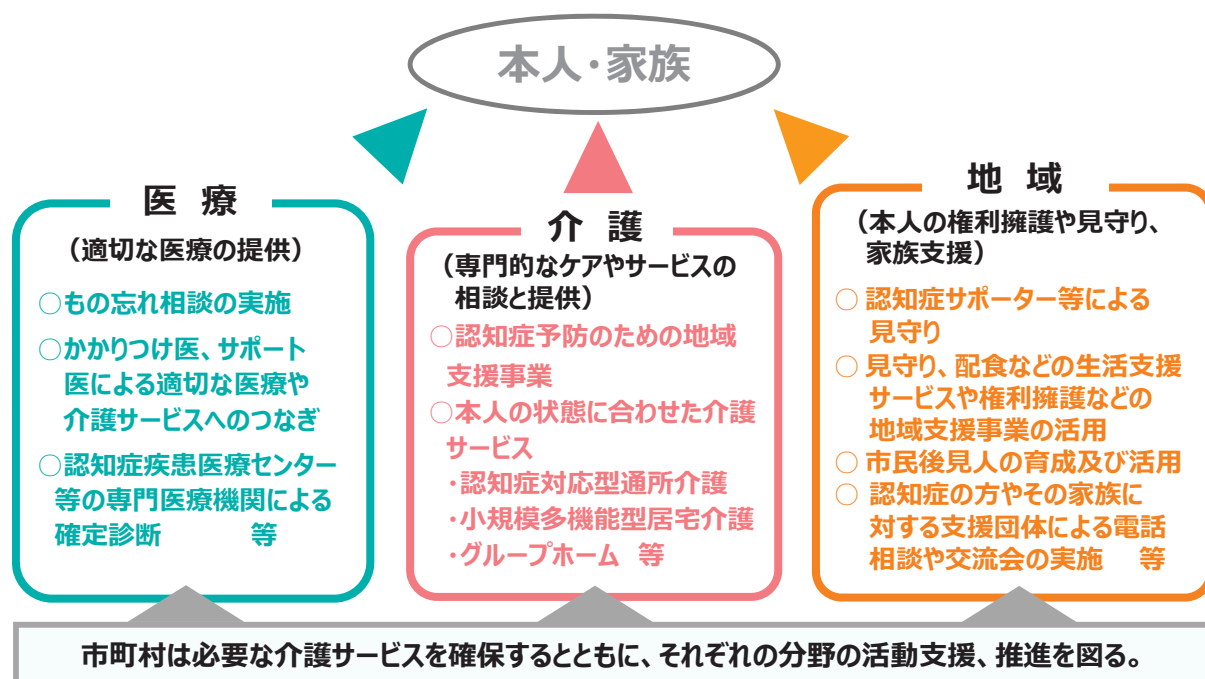 本人・家族
医 療
（適切な医療の提供）
○もの忘れ相談の実施
○かかりつけ医、サポート
医による適切な医療や
介護サービスへのつなぎ
○認知症疾患医療センター
等の専門医療機関による
確定診断 等
介 護
（専門的なケアやサービスの
相談と提供）
○認知症予防のための地域
支援事業
○本人の状態に合わせた介護
サービス
・認知症対応型通所介護
・小規模多機能型居宅介護
・グループホーム 等
地 域
（本人の権利擁護や見守り、
家族支援）
○ 認知症サポーター等による
見守り
○ 見守り、配食などの生活支援
サービスや権利擁護などの
地域支援事業の活用
○ 市民後見人の育成及び活用
○ 認知症の方やその家族に
対する支援団体による電話
相談や交流会の実施 等
市町村は必要な介護サービスを確保するとともに、それぞれの分野の活動支援、推進を図る。